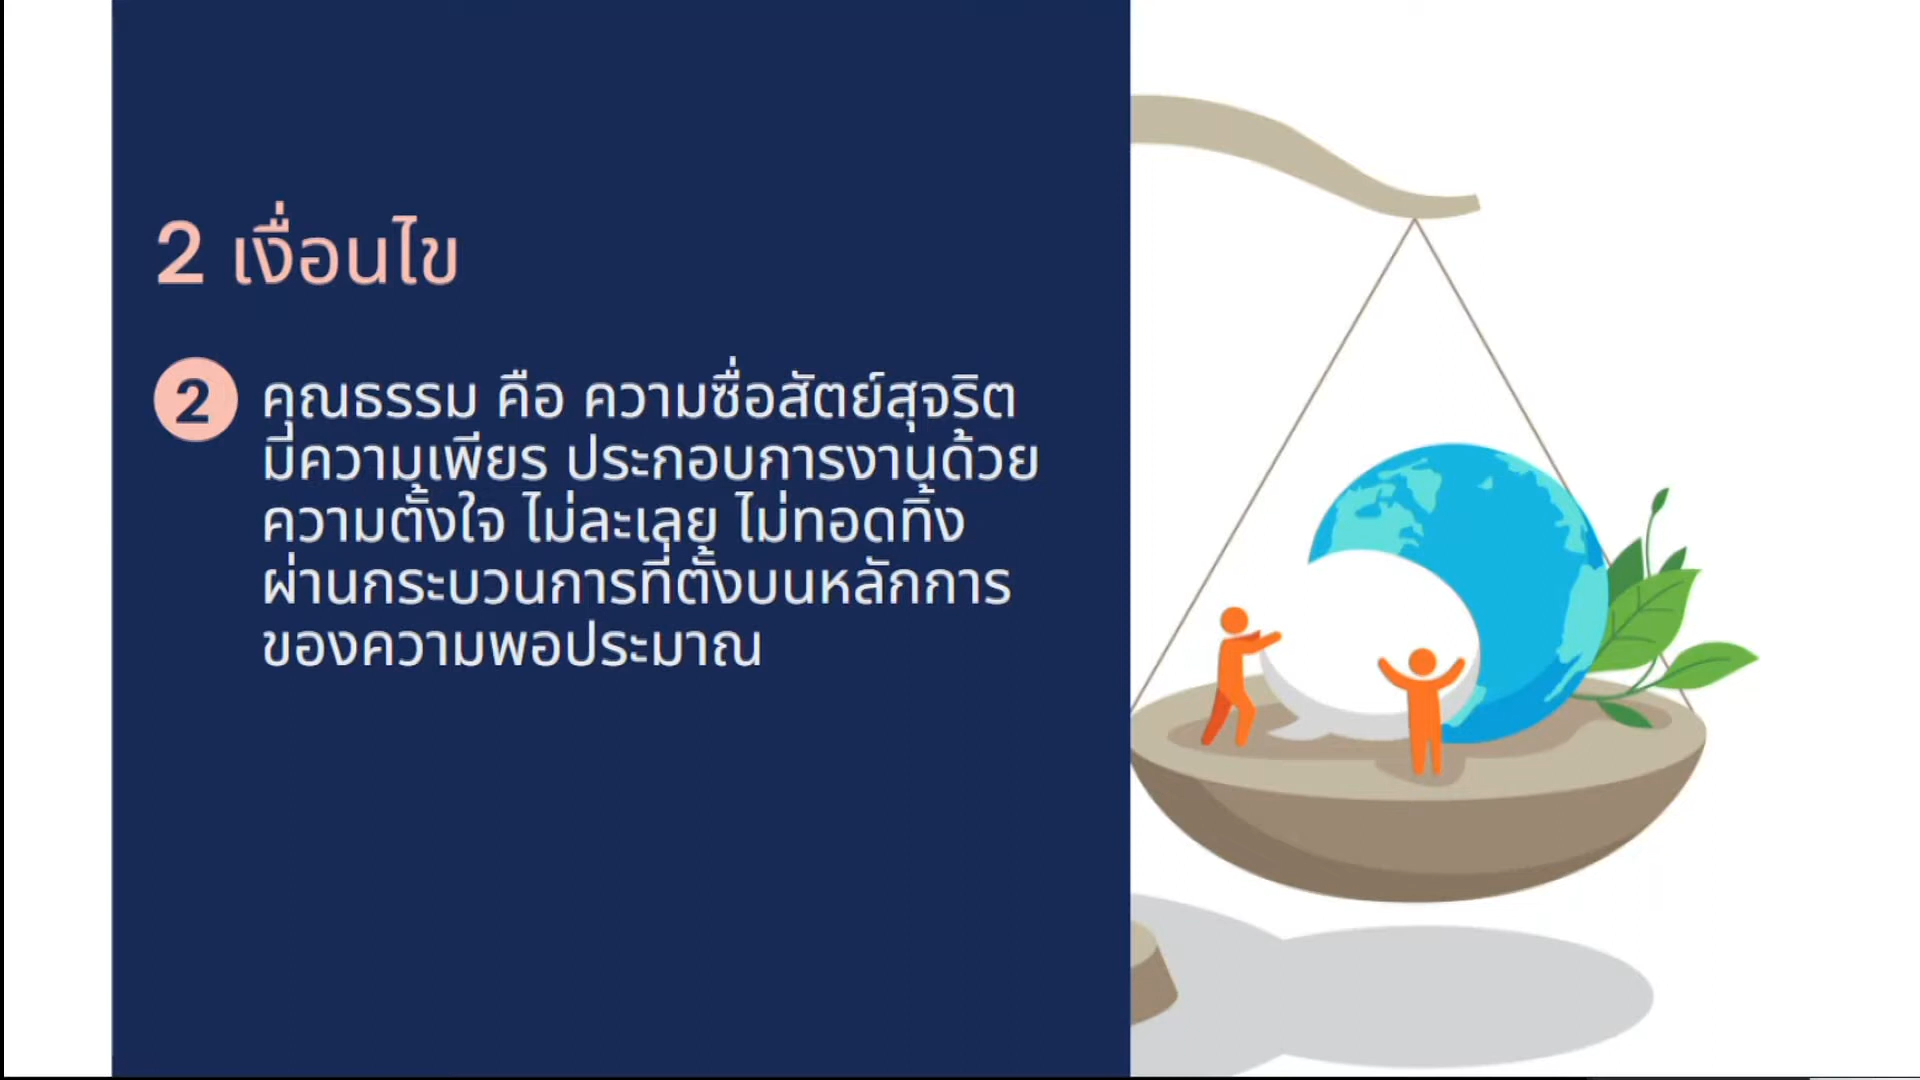 2 เงื่อนไข
2
คุณธรรม คือ ความซื่อสัตย์สุจริต
มีความเพียร ประกอบการงานด้วย
ความตั้งใจ ไม่ละเลย ไม่ทอดทิ้ง
ผ่านกระบวนการที่ตั้งบนหลักการ
ของความพอประมาณ